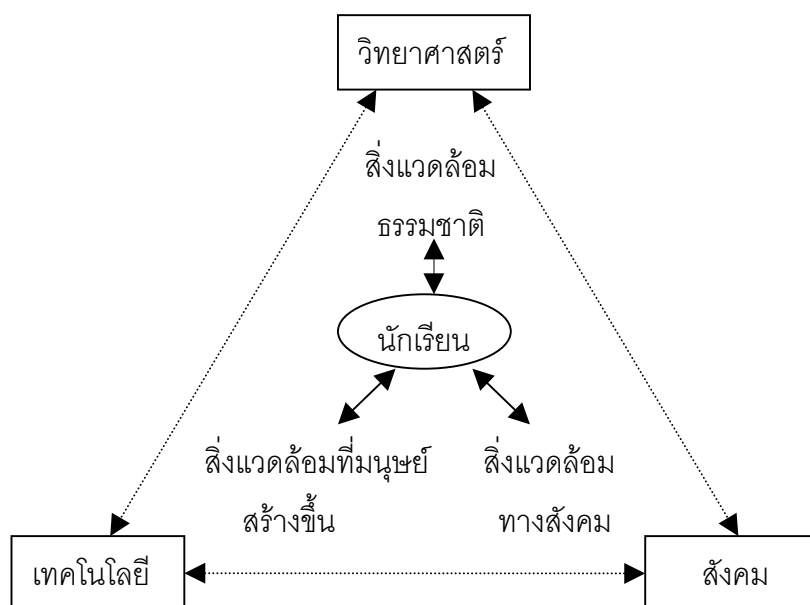 วิทยาศาสตร์
สิ่งแวดล้อม
ธรรมชาติ
นักเรียน
สิ่งแวดล้อมที่มนุษย์
สร้างขึ้น
สิ่งแวดล้อม
ทางสังคม
เทคโนโลยี
สังคม